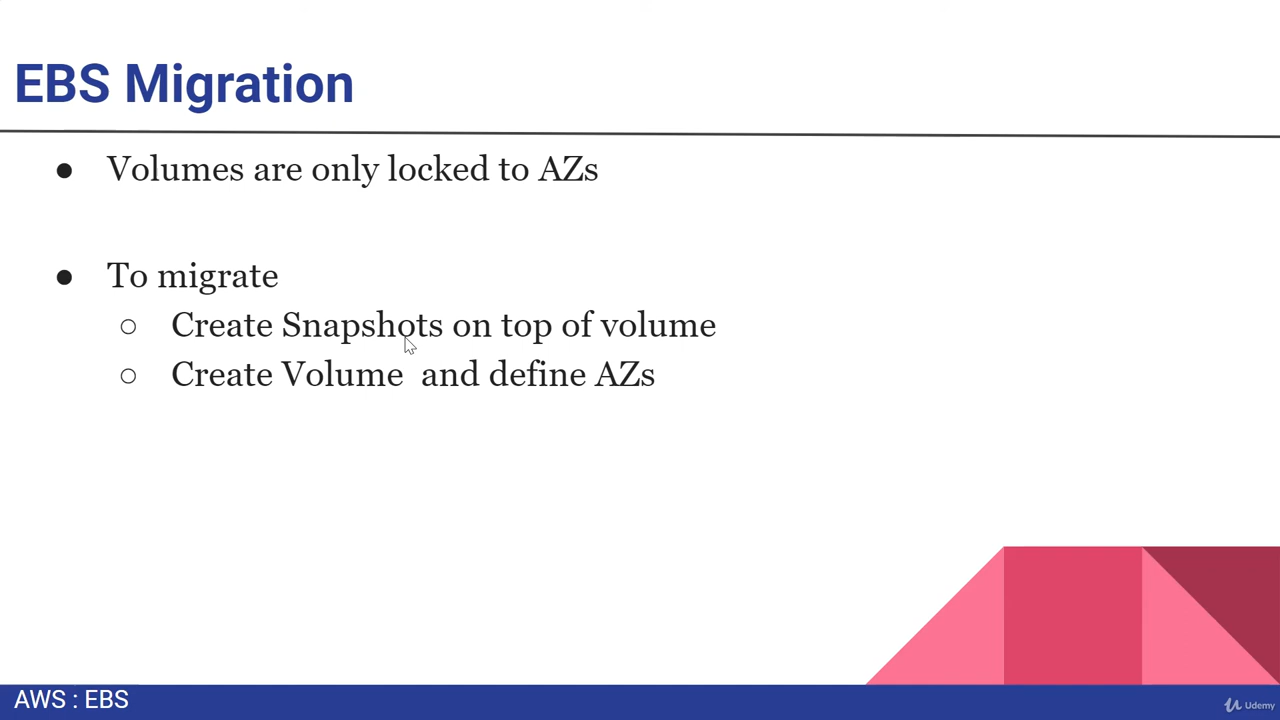 EBS Migration
● Volumes are only locked to AZs
● To migrate
○ Create Snapshots on top of volume
○ Create Volume  and define AZs
AWS : EBS
Udemy